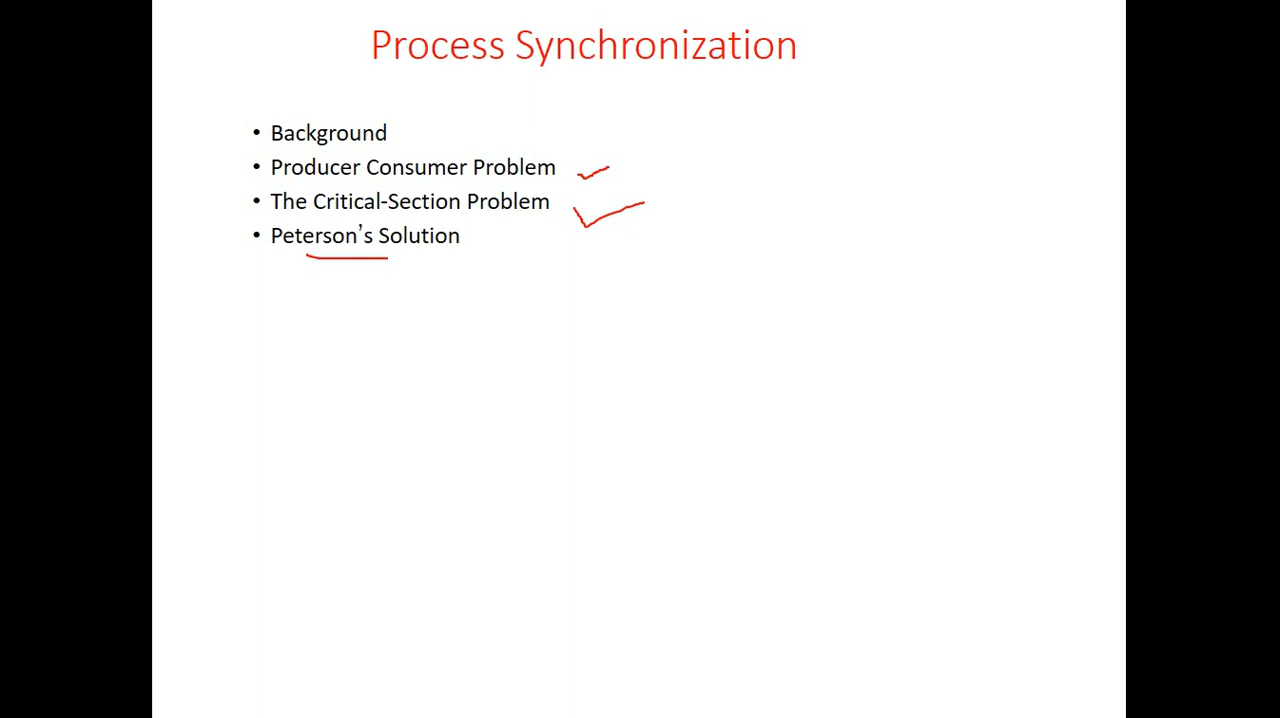 Process Synchronization
• Background
• Producer Consumer Problem
• The Critical-Section Problem
• Peterson’s Solution